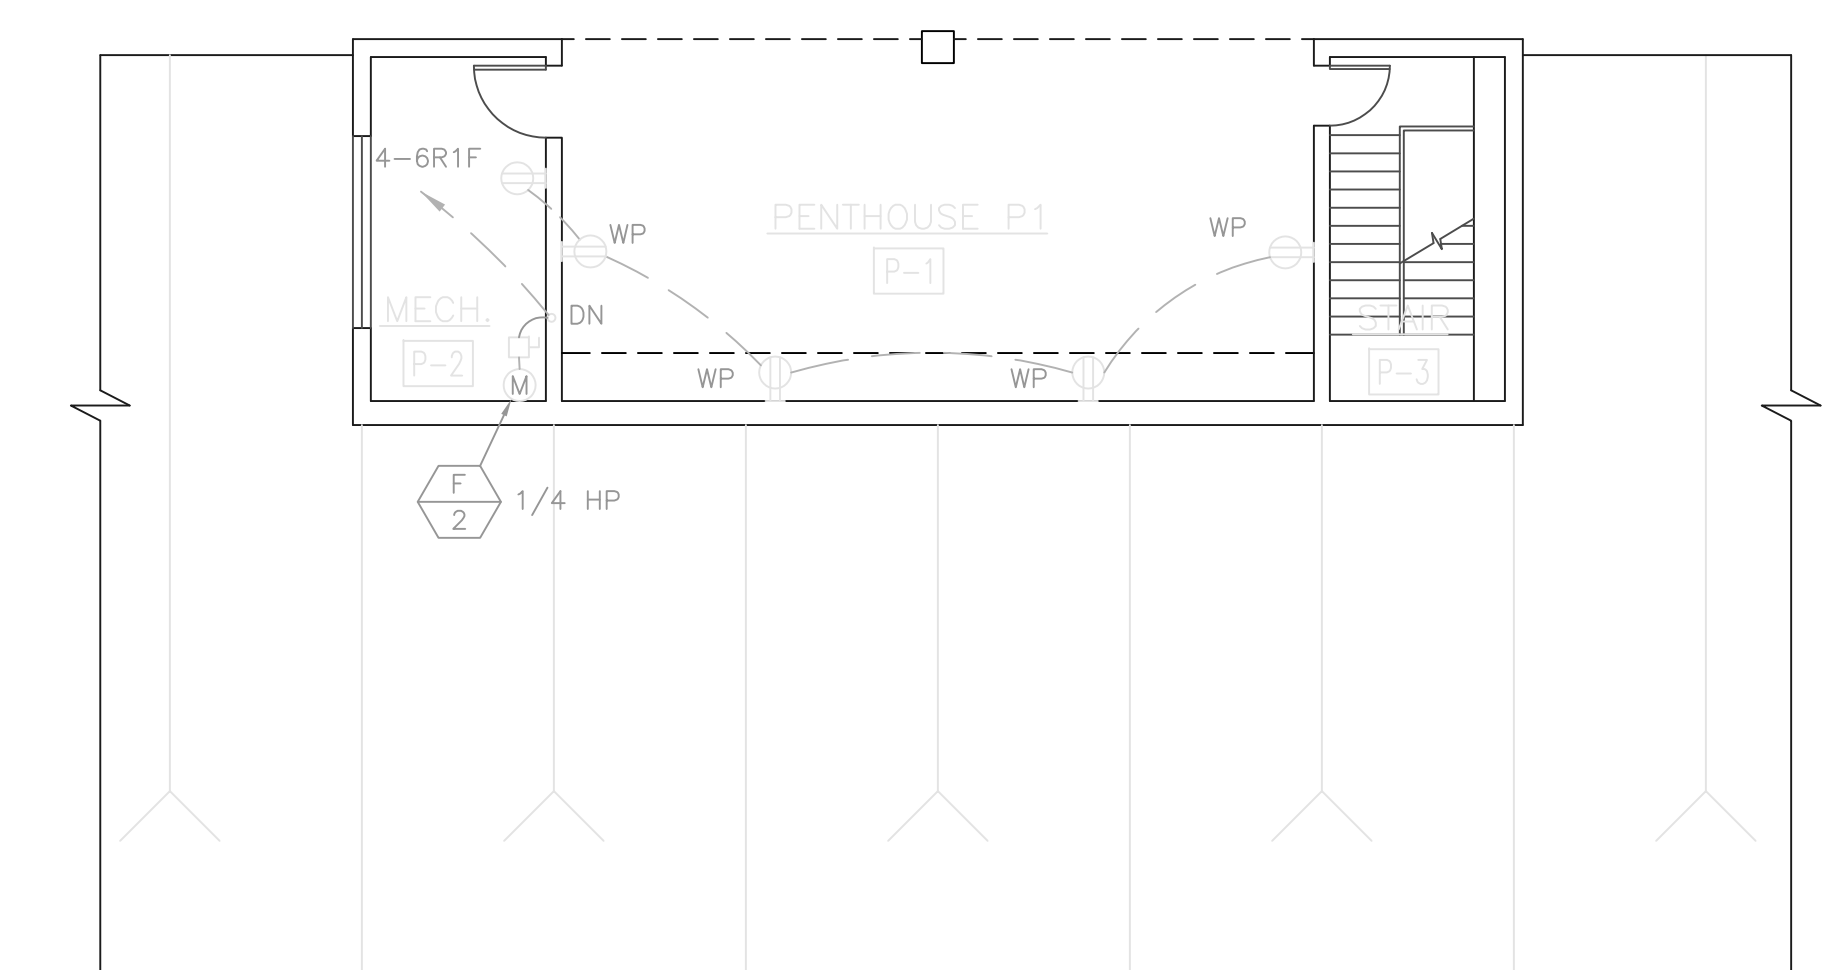 4-6R1F
WP
PENTHOUSE P1
P-1
WP
MECH.
P-2
DN
M
WP
WP
STAIR
P-3
F
2
1/4 HP